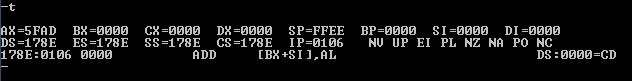 -t
AX=5FAD BX=0000 CX=0000 DX=0000 SP=FFEE BP=0000 SI=0000 DI=0000
DS=178E ES=178E SS=178E CS=178E IP=0106 NV UP EI PL NZ NA PO NC
178E:0106 0000 ADD [BX+SI],AL DS:0000=CD
-